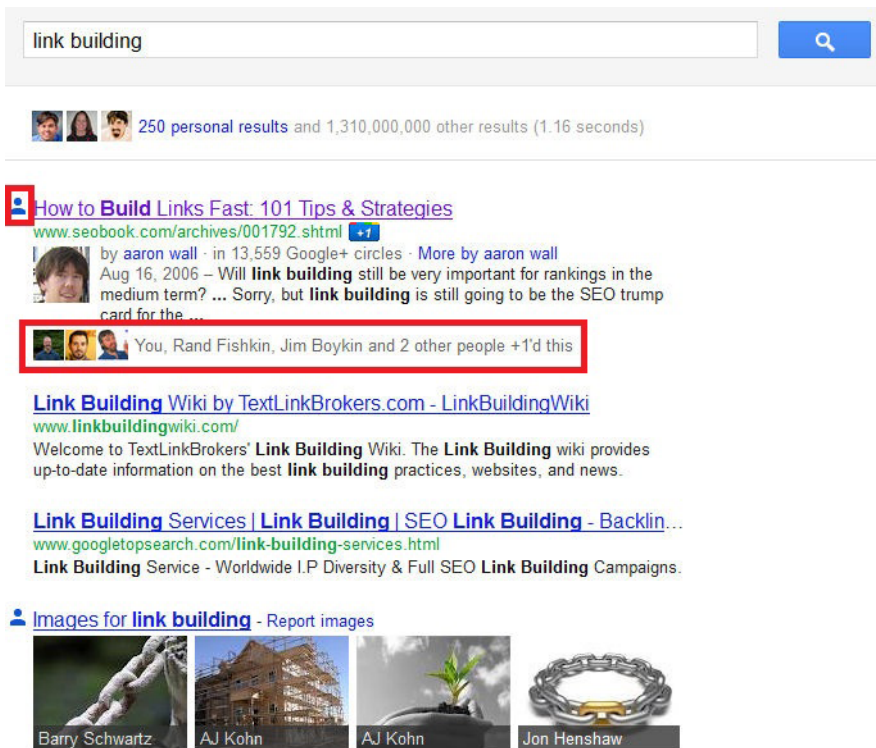 link building
250 personal results and 1,310,000,000 other results (1.16 seconds)
How to Build Links Fast: 101 Tips & Strategies
www.seobook.com/archives/001792.shtml +1
by aaron wall · in 13,559 Google+ circles · More by aaron wall
Aug 16, 2006 – Will link building still be very important for rankings in the
medium term? ... Sorry, but link building is still going to be the SEO trump
card for the ...
You, Rand Fishkin, Jim Boykin and 2 other people +1'd this
Link Building Wiki by TextLinkBrokers.com - LinkBuildingWiki
www.linkbuildingwiki.com/
Welcome to TextLinkBrokers' Link Building Wiki. The Link Building wiki provides
up-to-date information on the best link building practices, websites, and news.
Link Building Services | Link Building | SEO Link Building - Backlin...
www.googletopsearch.com/link-building-services.html
Link Building Service - Worldwide I.P Diversity & Full SEO Link Building Campaigns.
Images for link building - Report images
Barry Schwartz AJ Kohn AJ Kohn Jon Henshaw